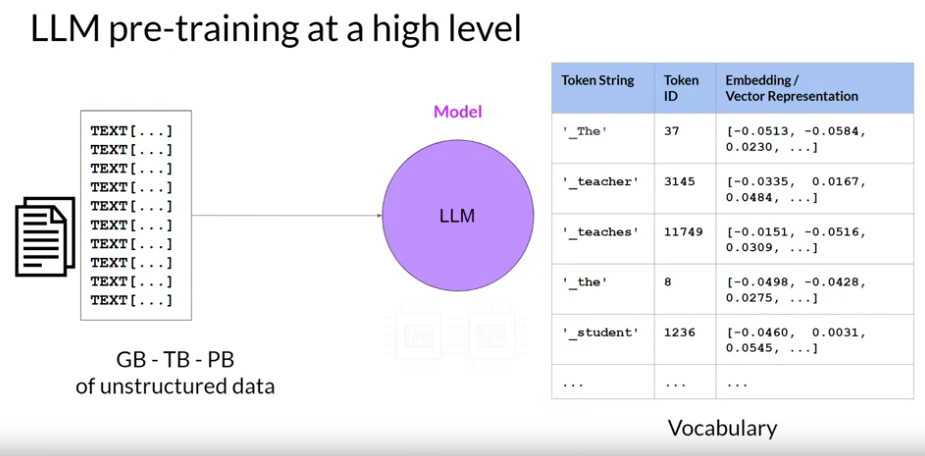 LLM pre-training at a high level
TEXT[...]
TEXT[...]
TEXT[...]
TEXT[...]
TEXT[...]
TEXT[...]
TEXT[...]
TEXT[...]
TEXT[...]
TEXT[...]
GB - TB - PB
of unstructured data
Model
LLM
GPU GPU
Token String Token ID Embedding / Vector Representation
'_The' 37 [-0.0513, -0.0584, 0.0230, ...]
'_teacher' 3145 [-0.0335, 0.0167, 0.0484, ...]
'_teaches' 11749 [-0.0151, -0.0516, 0.0309, ...]
'_the' 8 [-0.0498, -0.0428, 0.0275, ...]
'_student' 1236 [-0.0460, 0.0031, 0.0545, ...]
... ... ...
Vocabulary